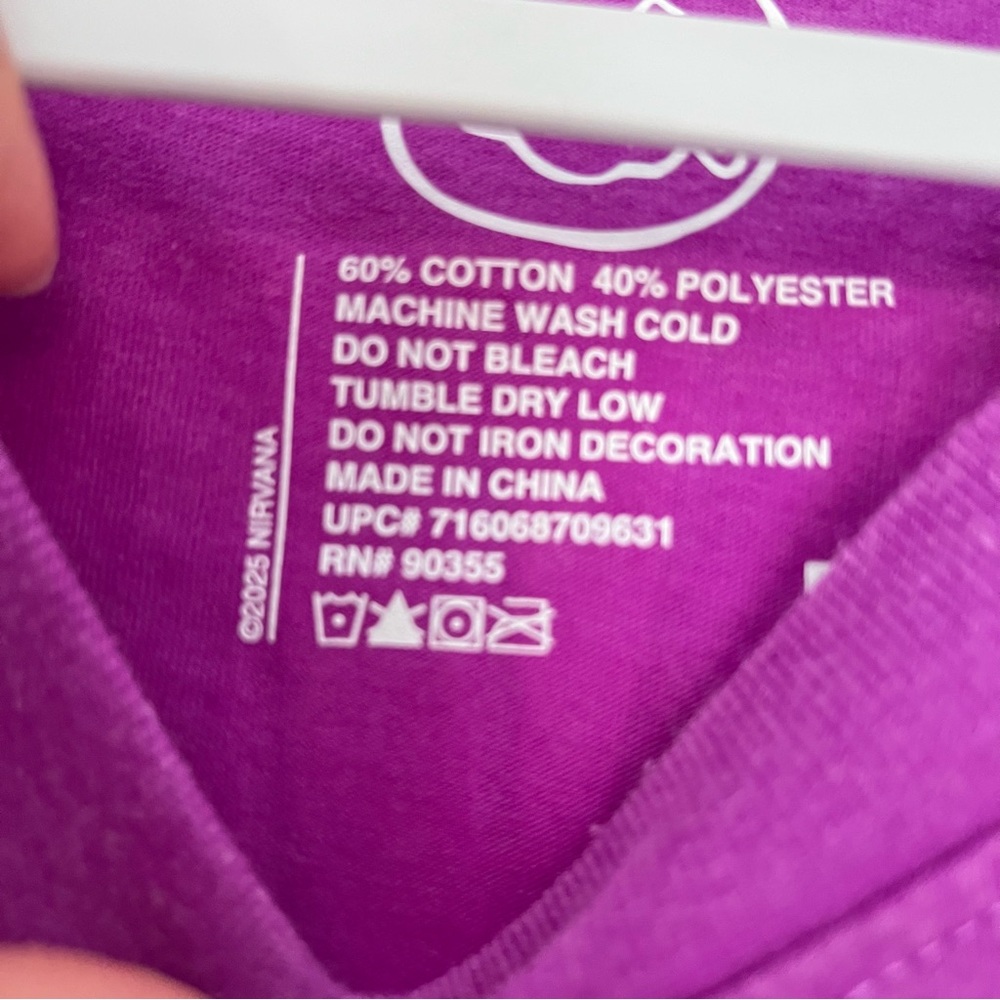 60% COTTON 40% POLYESTER
MACHINE WASH COLD
DO NOT BLEACH
TUMBLE DRY LOW
DO NOT IRON DECORATION
MADE IN CHINA
UPC# 716068709631
RN# 90355
©2025 NIRVANA